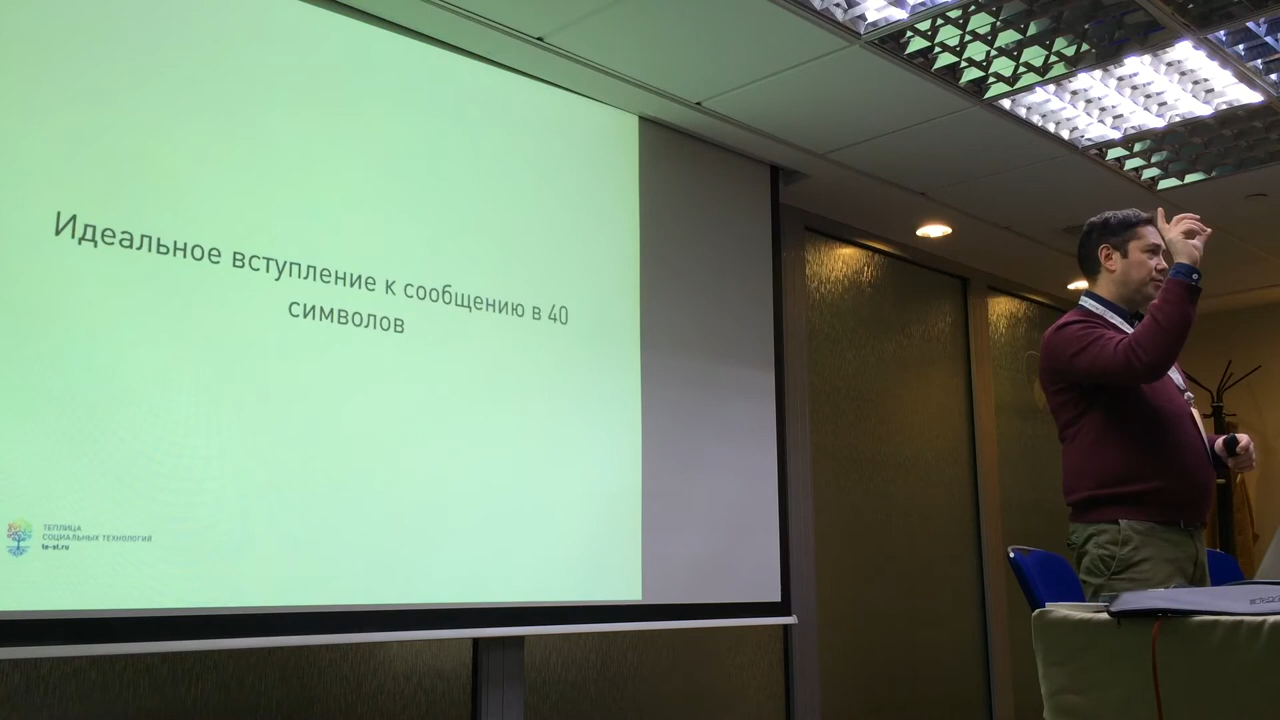 Идеальное вступление к сообщению в 40
символов
ТЕПЛИЦА
СОЦИАЛЬНЫХ ТЕХНОЛОГИЙ
te-st.ru